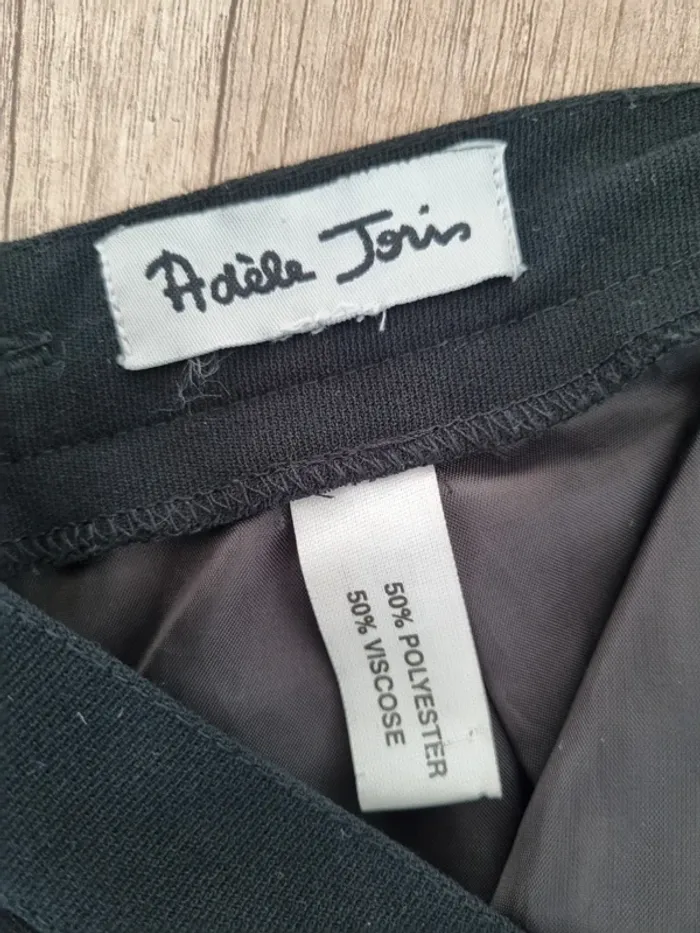 Adèle Joris
50% POLYESTER
50% VISCOSE